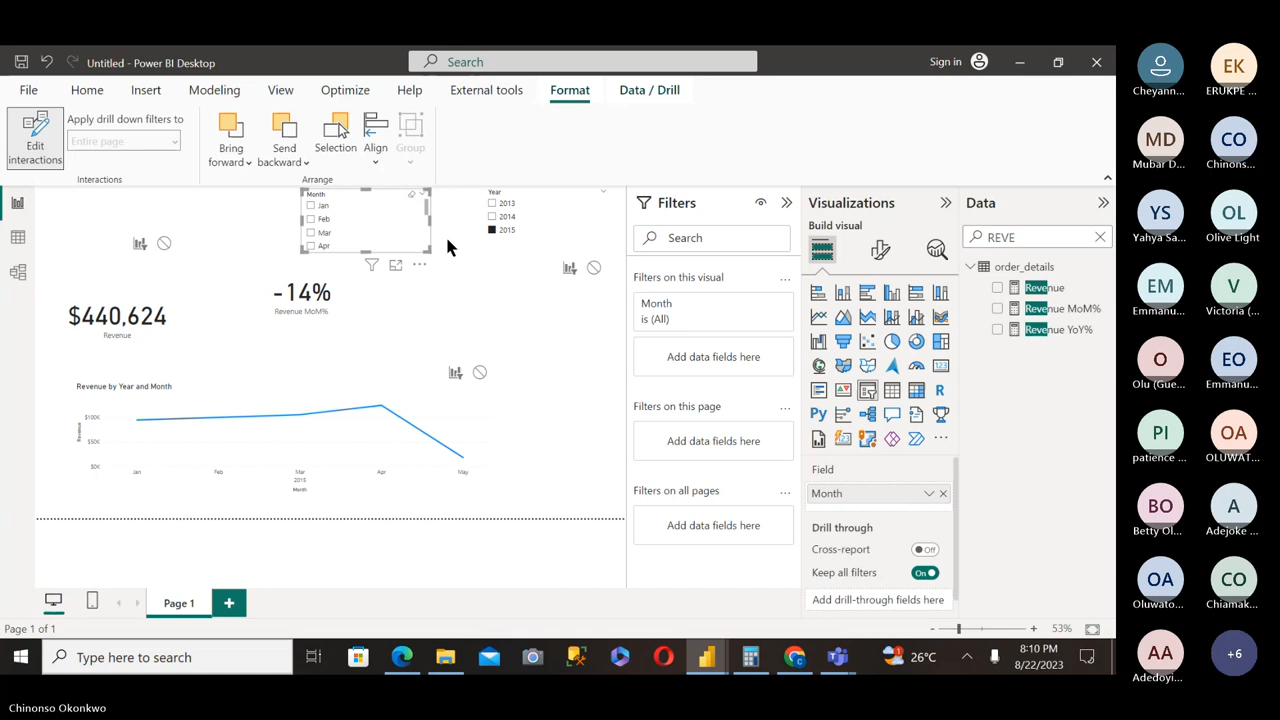 Untitled - Power BI Desktop
Search
Sign in
File
Home
Insert
Modeling
View
Optimize
Help
External tools
Format
Data / Drill
Edit
interactions
Apply drill down filters to
Entire page
Interactions
Bring
forward
Send
backward
Selection
Align
Group
Arrange
Month
Jan
Feb
Mar
Apr
Year
2013
2014
2015
-14%
Revenue MoM%
$440,624
Revenue
Revenue by Year and Month
$100K
$50K
$0K
Revenue
Jan
Feb
Mar
Apr
May
2015
Month
Filters
Search
Filters on this visual
...
Month
is (All)
Add data fields here
Filters on this page
...
Add data fields here
Filters on all pages
...
Add data fields here
Visualizations
Build visual
R
Py
123
...
Field
Month
Drill through
Cross-report
Off
Keep all filters
On
Add drill-through fields here
Data
REVE
order_details
Revenue
Revenue MoM%
Revenue YoY%
Page 1
Page 1 of 1
- + 53%
Type here to search
26°C
8:10 PM
8/22/2023
Cheyann...
EK
ERUKPE ...
MD
Mubar D...
CO
Chinons...
YS
Yahya Sa...
OL
Olive Light
EM
Emmanu...
V
Victoria (...
O
Olu (Gue...
EO
Emmanu...
PI
patience ...
OA
OLUWAT...
BO
Betty Ol...
A
Adejoke ...
OA
Oluwato...
CO
Chiamak...
AA
Adedoyi...
+6
Chinonso Okonkwo